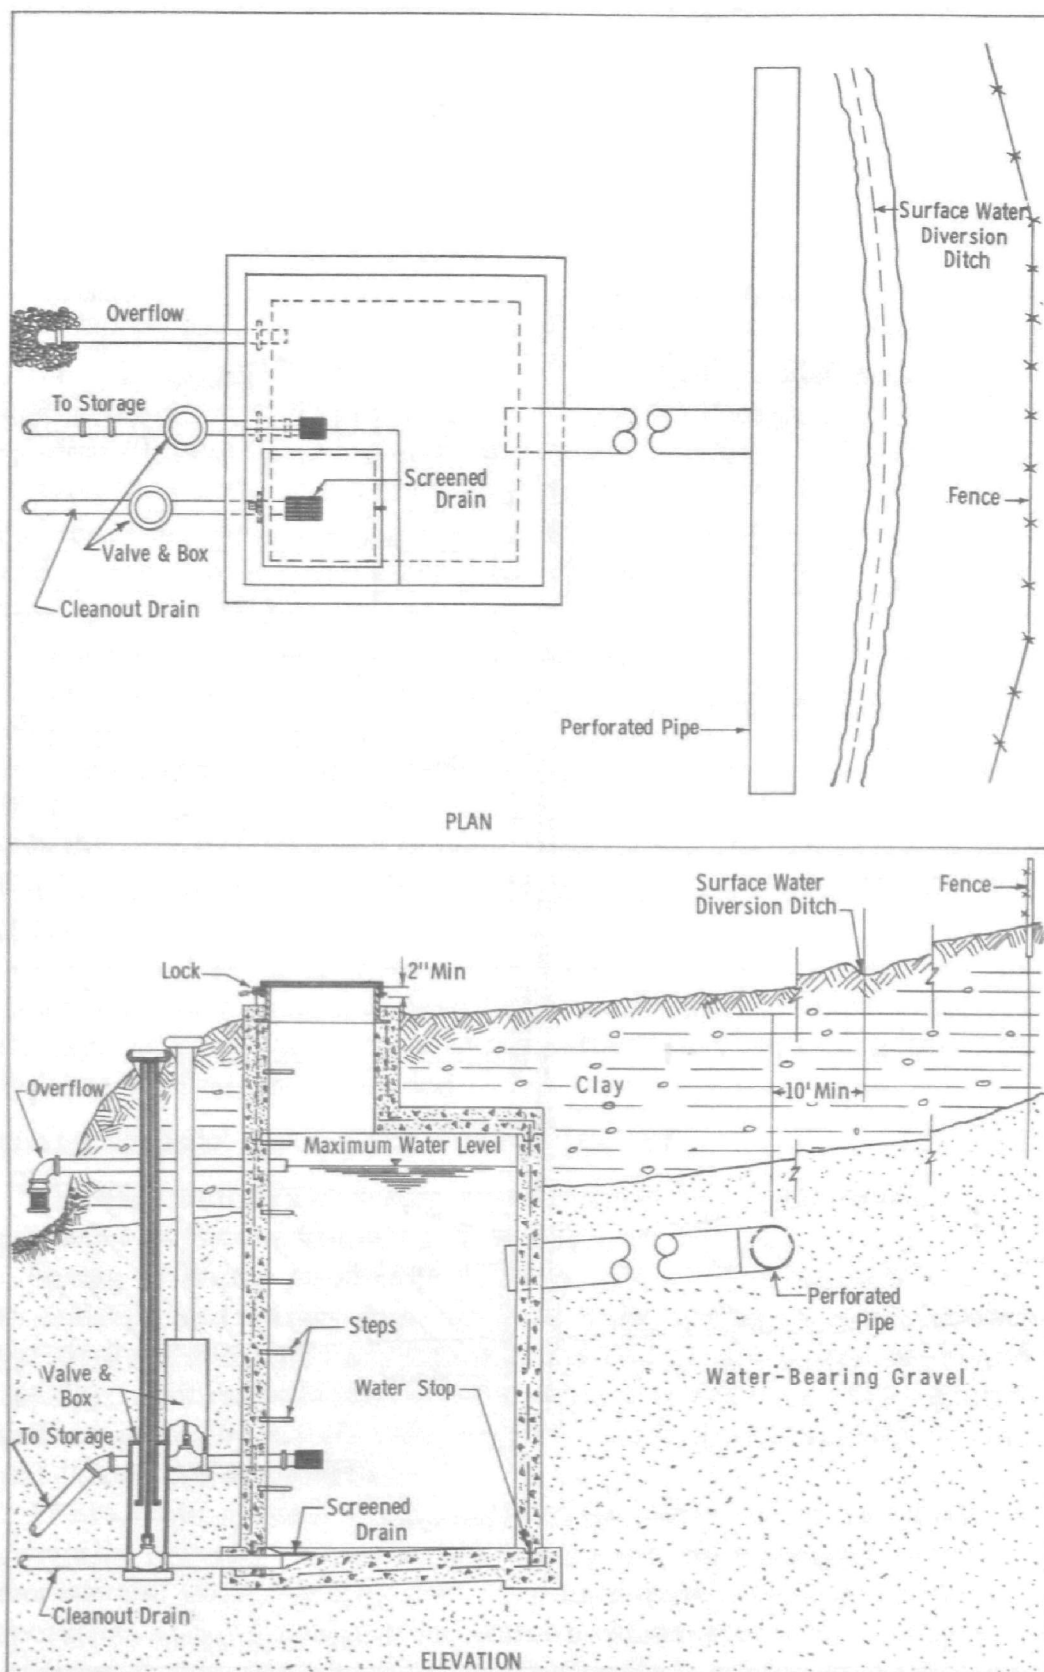 Surface Water
Diversion
Ditch
Overflow
To Storage
Screened
Drain
Fence
Valve & Box
Cleanout Drain
Perforated Pipe
PLAN
Surface Water
Diversion Ditch
Fence
Lock
2" Min
Overflow
Clay
10' Min
Maximum Water Level
Perforated
Pipe
Steps
Valve &
Box
Water Stop
Water-Bearing Gravel
To Storage
Screened
Drain
Cleanout Drain
ELEVATION